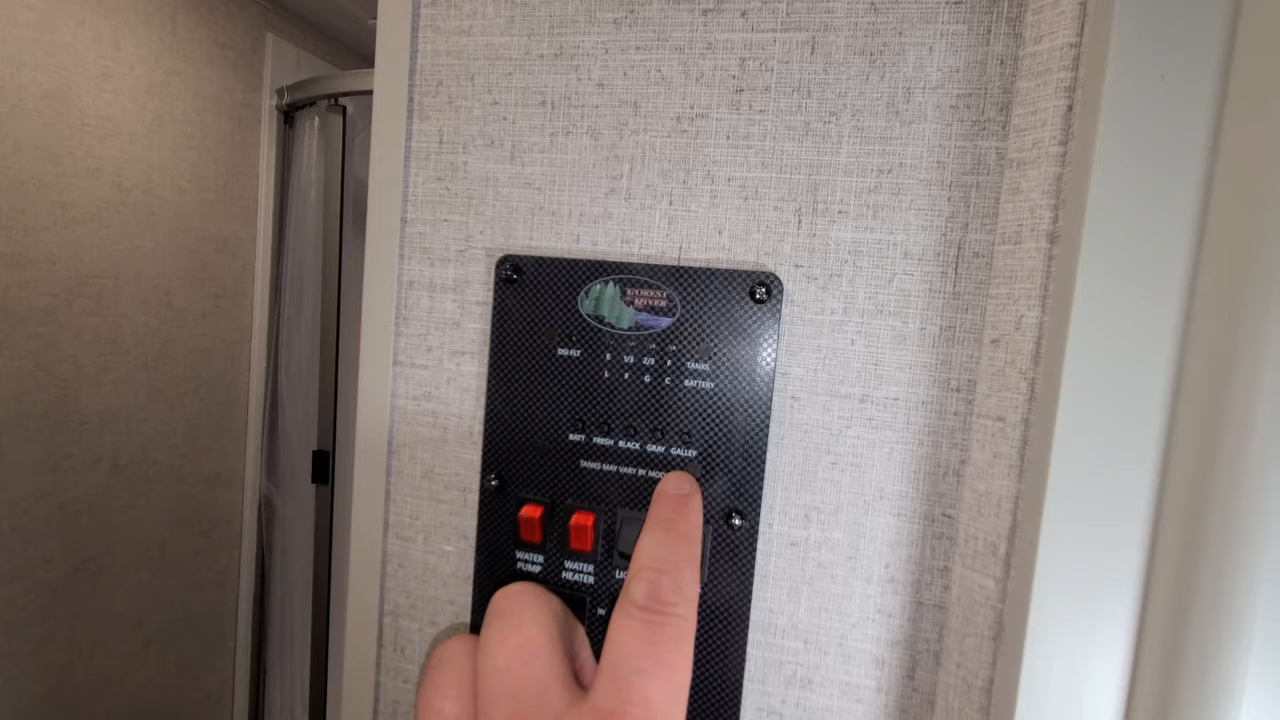 FOREST
RIVER
DSI FLT E 1/3 2/3 F TANKS
L F G C BATTERY
BATT FRESH BLACK GRAY GALLEY
TANKS MAY VARY BY
WATER
PUMP
WATER
HEATER
IN